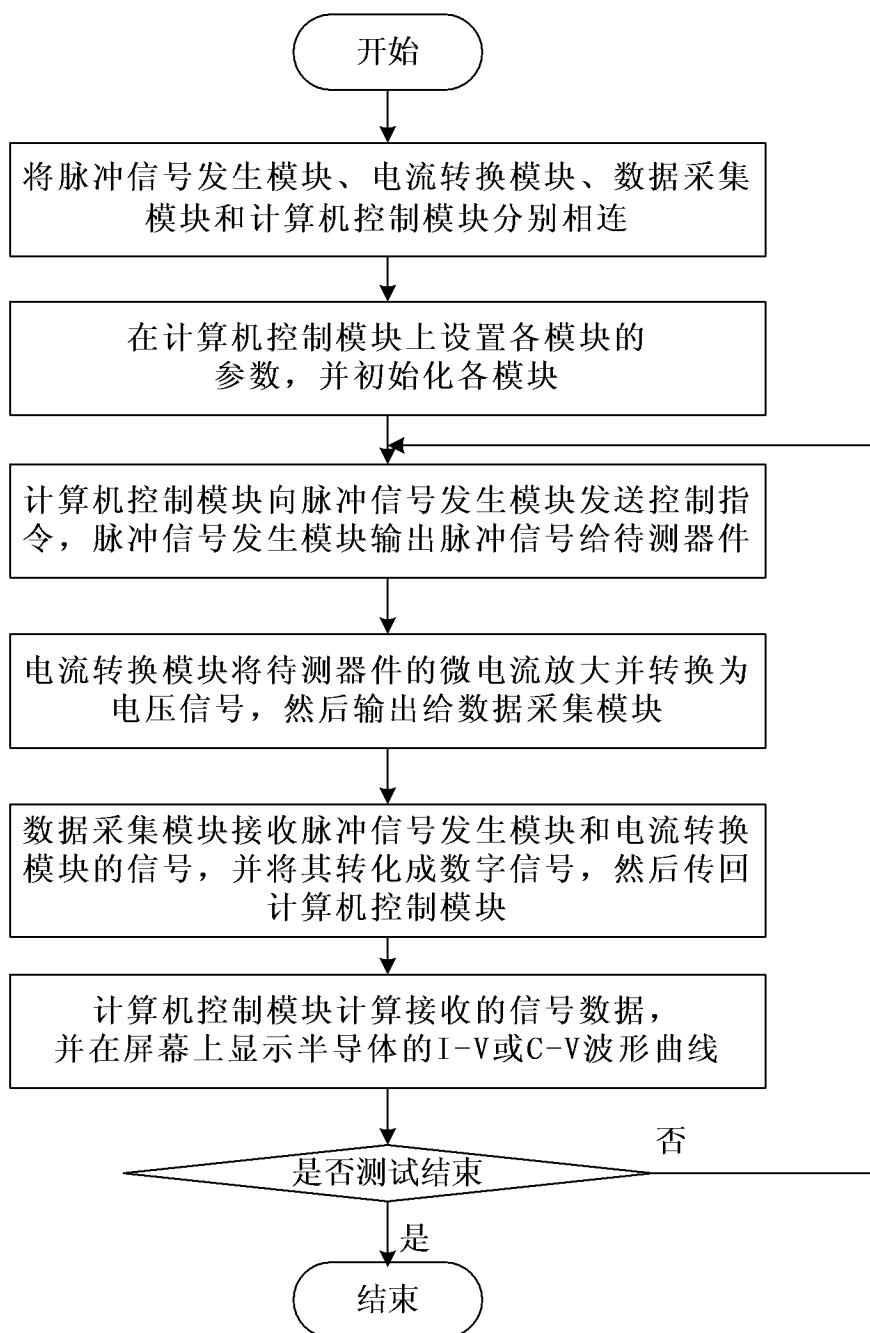 开始
将脉冲信号发生模块、电流转换模块、数据采集
模块和计算机控制模块分别相连
在计算机控制模块上设置各模块的
参数，并初始化各模块
计算机控制模块向脉冲信号发生模块发送控制指
令，脉冲信号发生模块输出脉冲信号给待测器件
电流转换模块将待测器件的微电流放大并转换为
电压信号，然后输出给数据采集模块
数据采集模块接收脉冲信号发生模块和电流转换
模块的信号，并将其转化成数字信号，然后传回
计算机控制模块
计算机控制模块计算接收的信号数据，
并在屏幕上显示半导体的I-V或C-V波形曲线
否
是否测试结束
是
结束